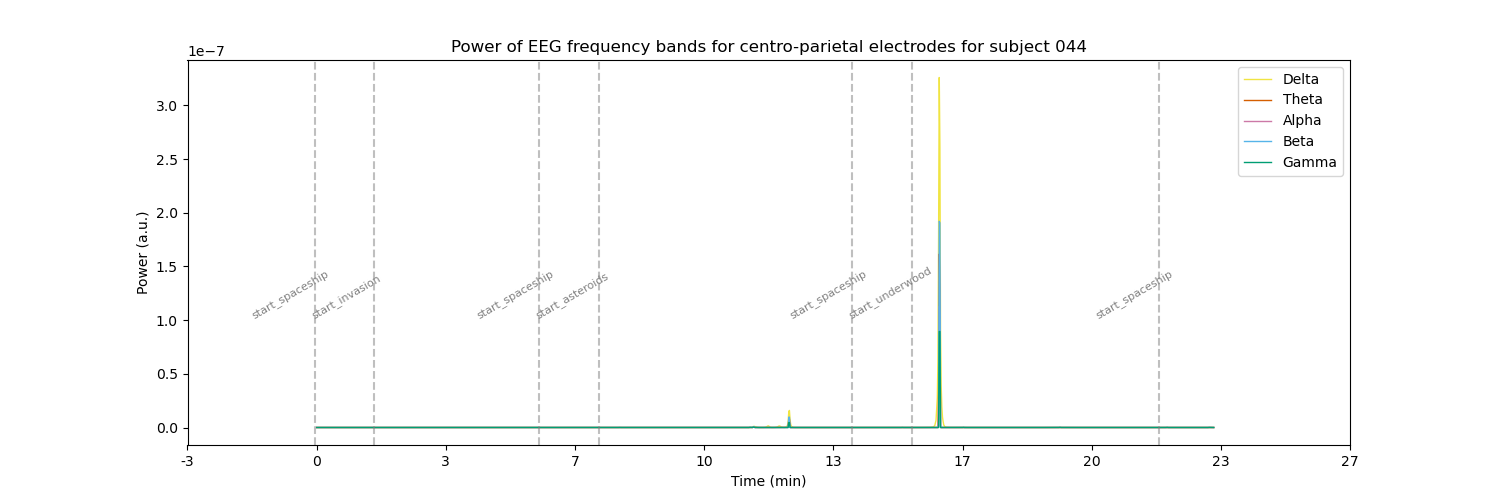 Power of EEG frequency bands for centro-parietal electrodes for subject 044
1e−7
Delta
Theta
Alpha
Beta
Gamma
3.0
2.5
2.0
1.5
1.0
0.5
0.0
Power (a.u.)
start_spaceship
start_invasion
start_spaceship
start_asteroids
start_spaceship
start_underwood
start_spaceship
-3
0
3
7
10
13
17
20
23
27
Time (min)